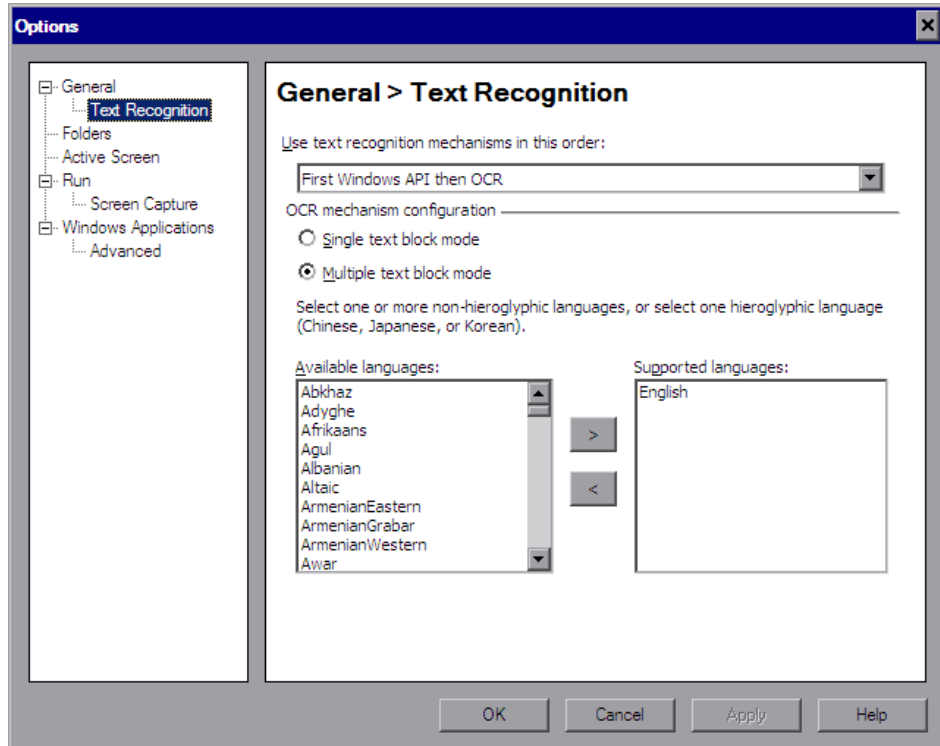 Options
General
Text Recognition
Folders
Active Screen
Run
Screen Capture
Windows Applications
Advanced
General > Text Recognition
Use text recognition mechanisms in this order:
First Windows API then OCR
OCR mechanism configuration
Single text block mode
Multiple text block mode
Select one or more non-hieroglyphic languages, or select one hieroglyphic language
(Chinese, Japanese, or Korean).
Available languages:
Abkhaz
Adyghe
Afrikaans
Agul
Albanian
Altaic
ArmenianEastern
ArmenianGrabar
ArmenianWestern
Awar
>
<
Supported languages:
English
OK
Cancel
Apply
Help